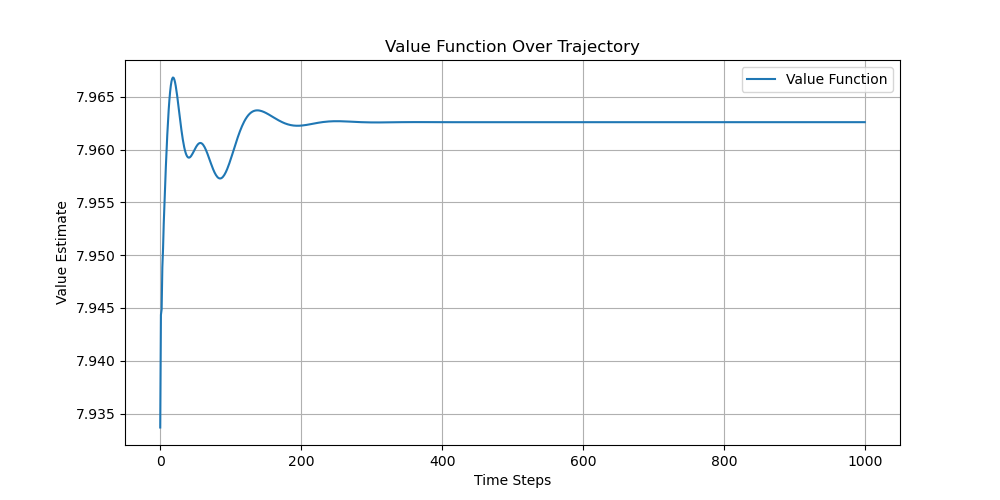 Value Function Over Trajectory
Value Function
7.965
7.960
7.955
7.950
7.945
7.940
7.935
Value Estimate
0 200 400 600 800 1000
Time Steps